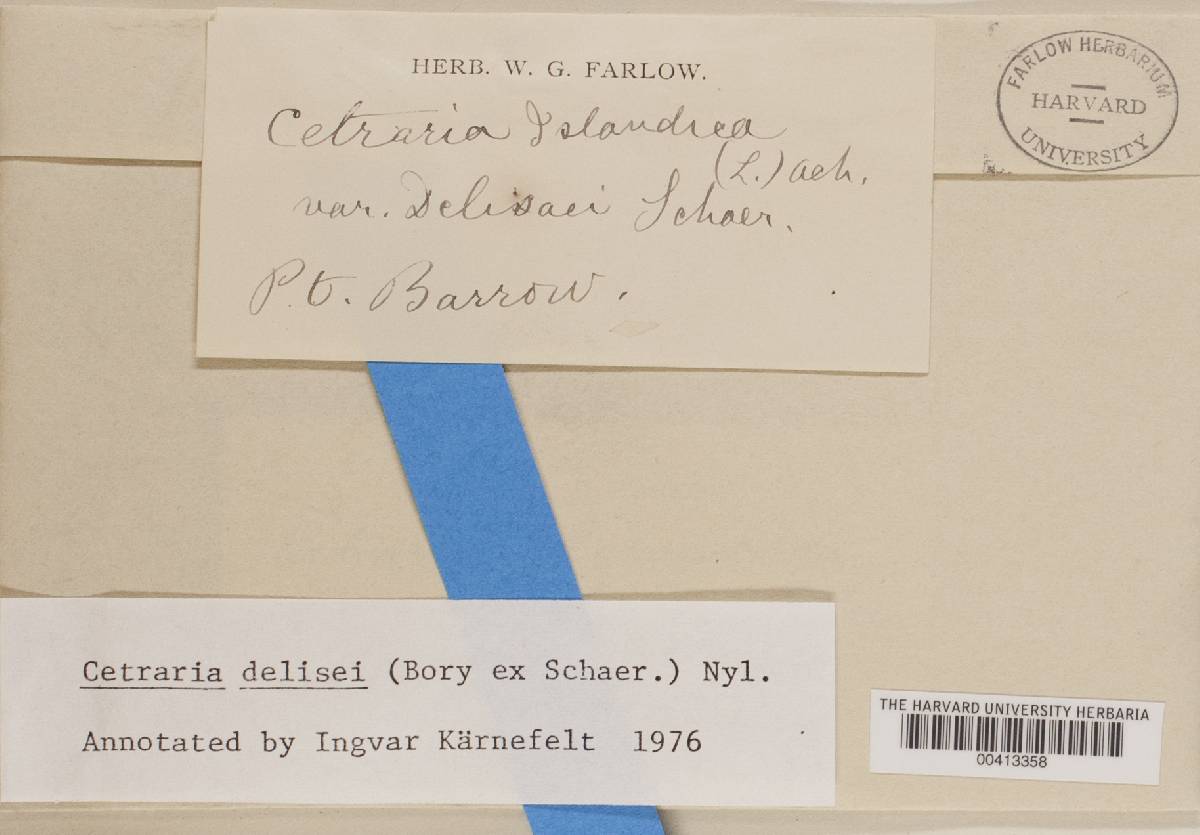 HERB. W. G. FARLOW.
Cetraria Islandica
(L.) Ach.
var. Delisaei Schaer.
Pt. Barrow.
FARLOW HERBARIUM
HARVARD
UNIVERSITY
Cetraria delisei (Bory ex Schaer.) Nyl.
Annotated by Ingvar Kärnefelt 1976
THE HARVARD UNIVERSITY HERBARIA
00413358